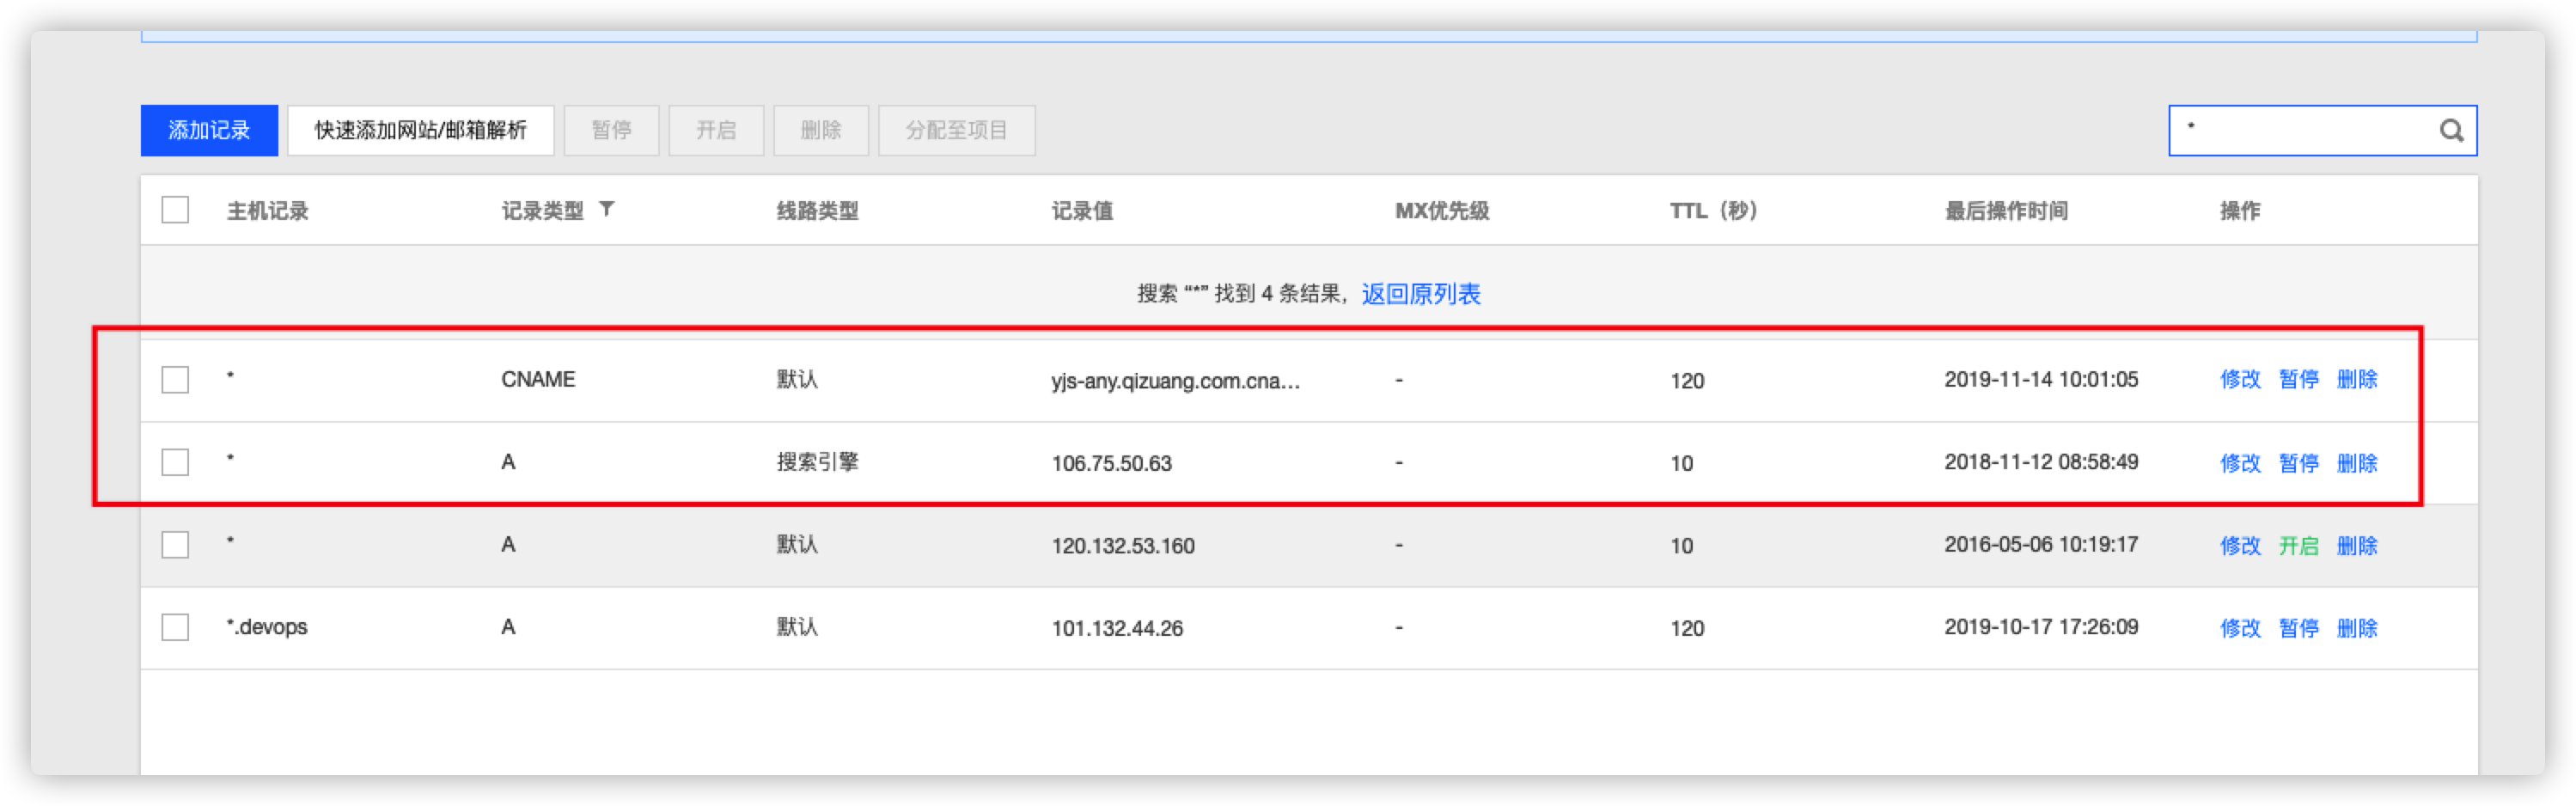 添加记录 快速添加网站/邮箱解析 暂停 开启 删除 分配至项目 *
主机记录 记录类型 线路类型 记录值 MX优先级 TTL（秒） 最后操作时间 操作
搜索 “*” 找到 4 条结果，返回原列表
* CNAME 默认 yjs-any.qizuang.com.cna... - 120 2019-11-14 10:01:05 修改 暂停 删除
* A 搜索引擎 106.75.50.63 - 10 2018-11-12 08:58:49 修改 暂停 删除
* A 默认 120.132.53.160 - 10 2016-05-06 10:19:17 修改 开启 删除
*.devops A 默认 101.132.44.26 - 120 2019-10-17 17:26:09 修改 暂停 删除